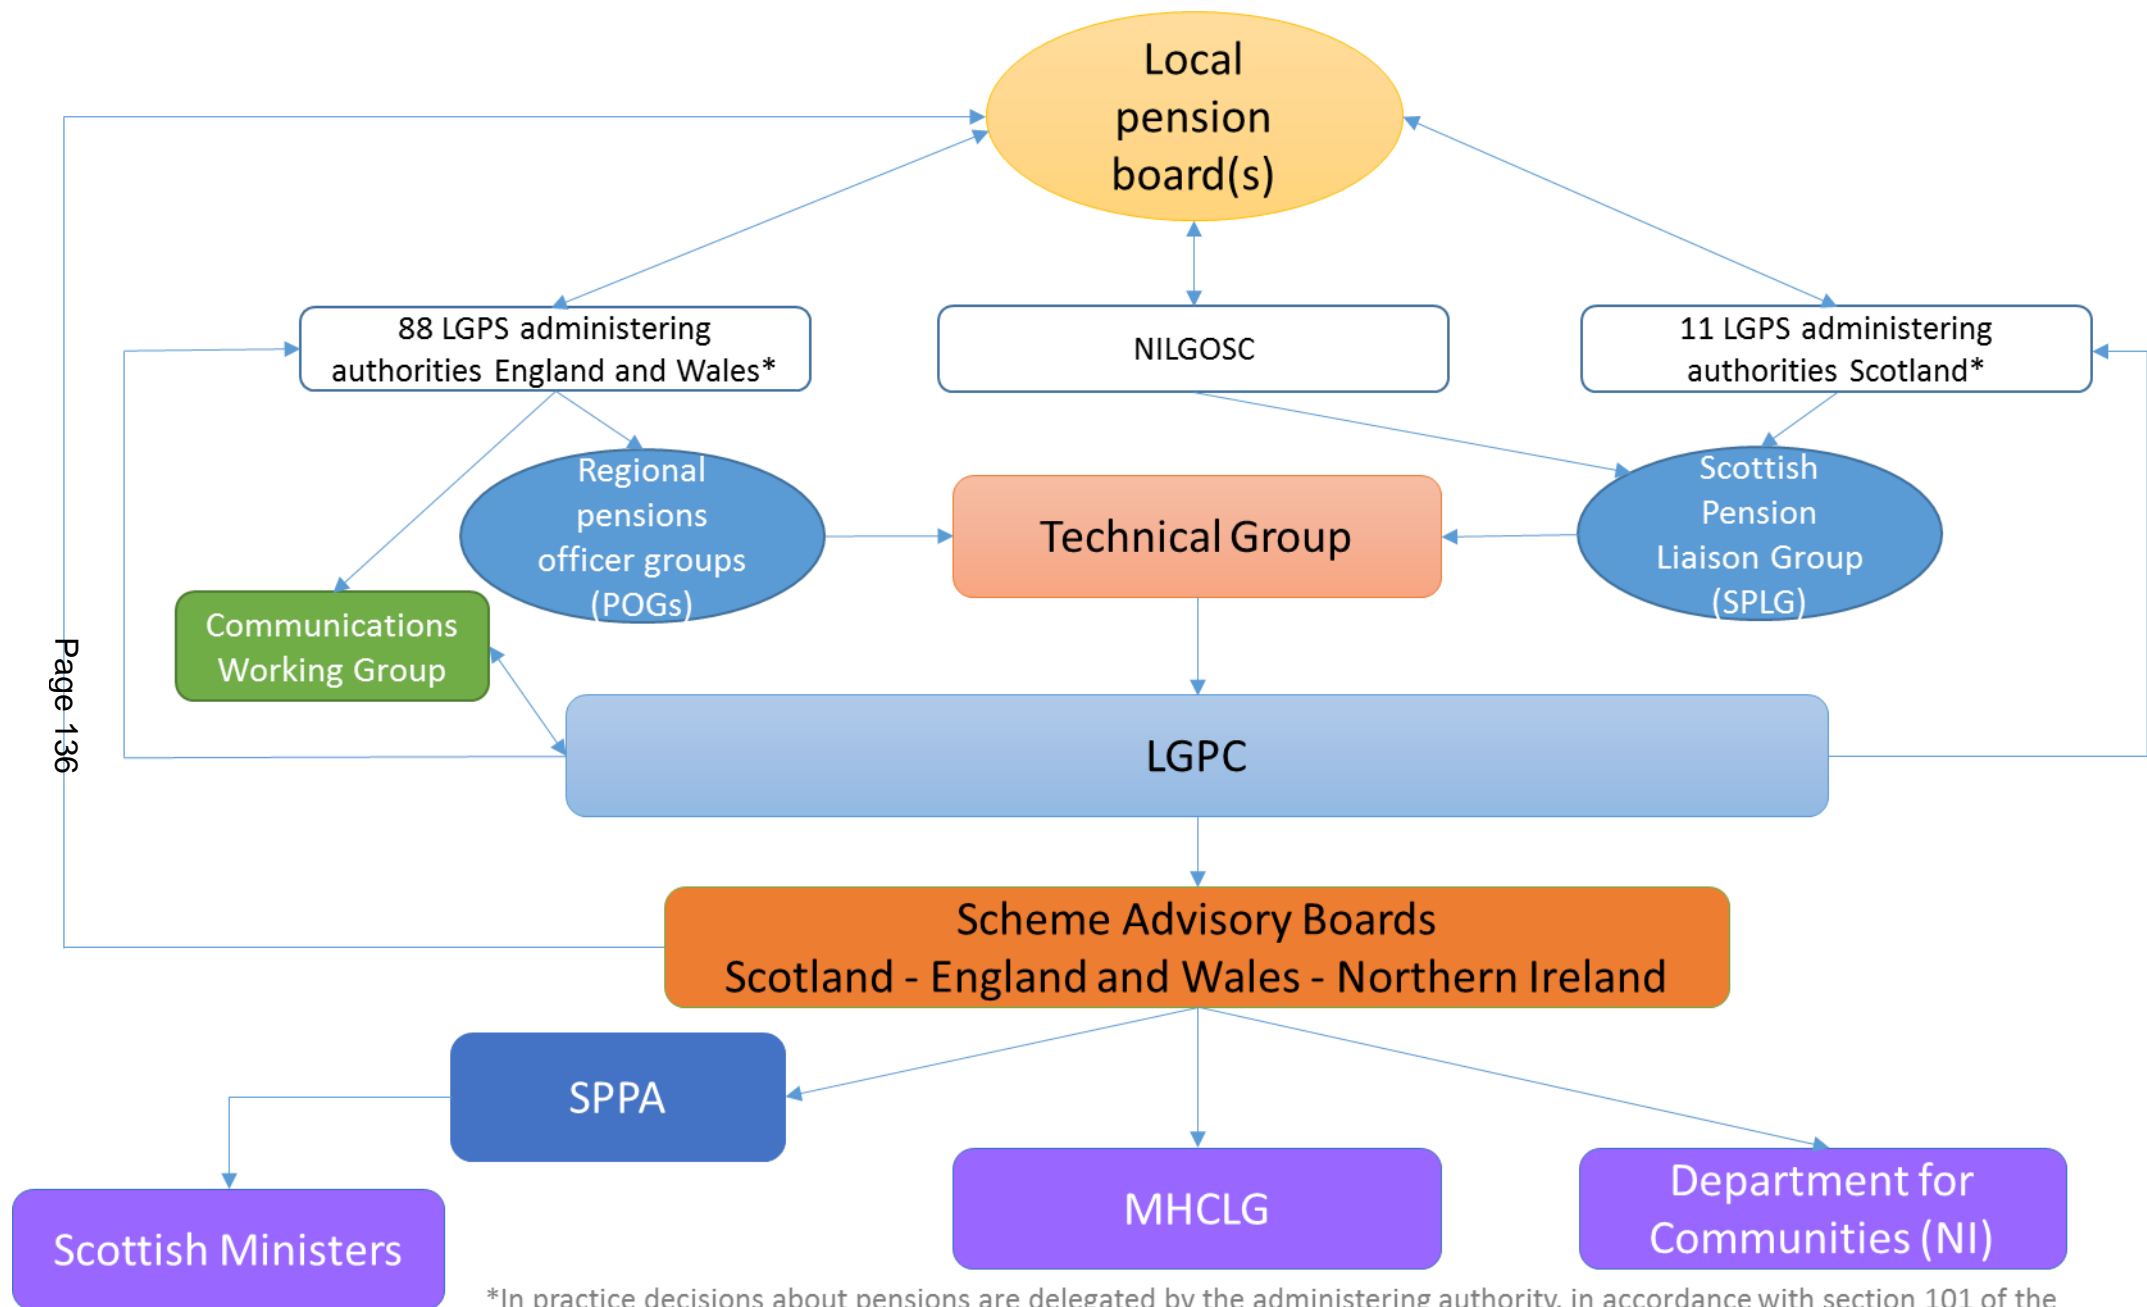 Local
pension
board(s)
88 LGPS administering
authorities England and Wales*
NILGOSC
11 LGPS administering
authorities Scotland*
Regional
pensions
officer groups
(POGs)
Technical Group
Scottish
Pension
Liaison Group
(SPLG)
Communications
Working Group
Page 136
LGPC
Scheme Advisory Boards
Scotland - England and Wales - Northern Ireland
SPPA
MHCLG
Department for
Communities (NI)
Scottish Ministers
*In practice decisions about pensions are delegated by the administering authority, in accordance with section 101 of the